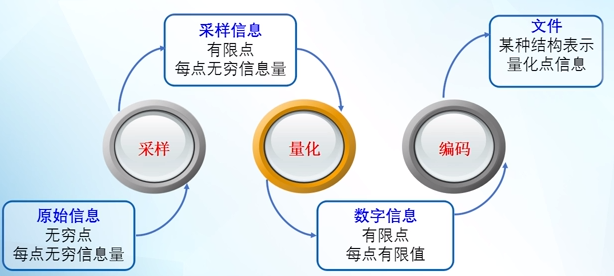 原始信息
无穷点
每点无穷信息量
采样
采样信息
有限点
每点无穷信息量
量化
数字信息
有限点
每点有限值
编码
文件
某种结构表示
量化点信息